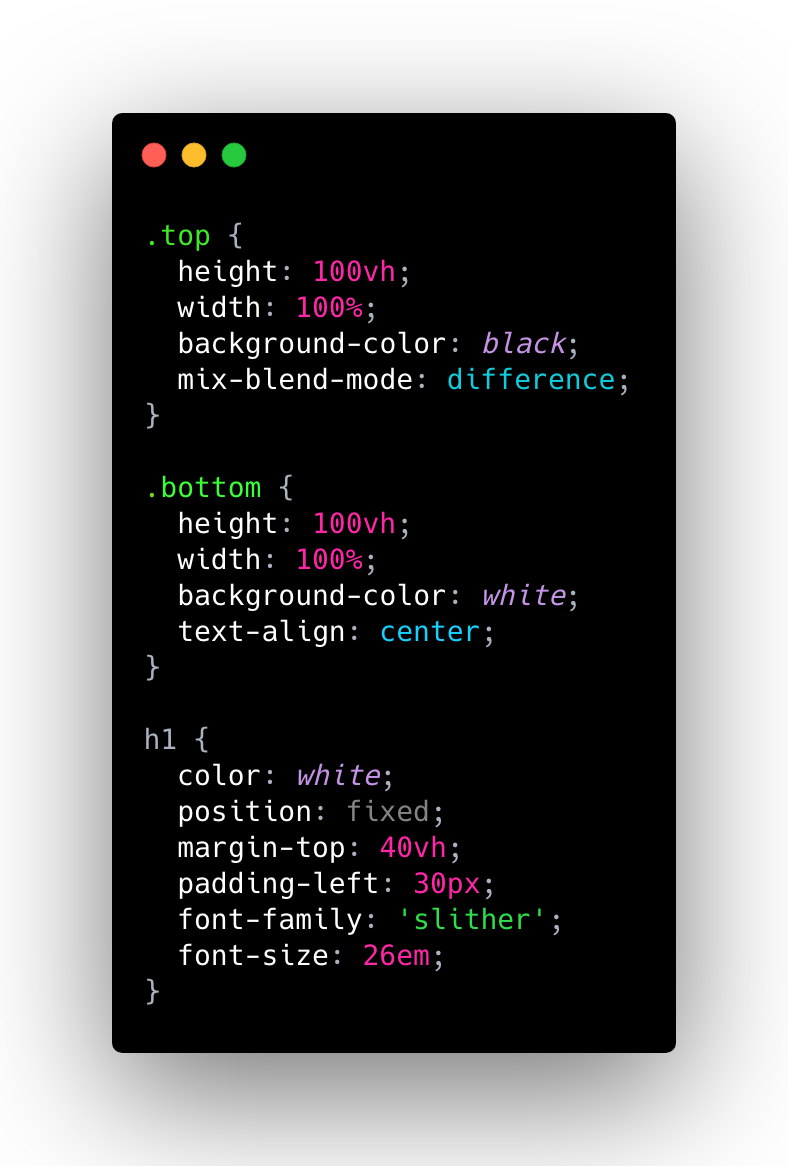 .top {
  height: 100vh;
  width: 100%;
  background-color: black;
  mix-blend-mode: difference;
}

.bottom {
  height: 100vh;
  width: 100%;
  background-color: white;
  text-align: center;
}

h1 {
  color: white;
  position: fixed;
  margin-top: 40vh;
  padding-left: 30px;
  font-family: 'slither';
  font-size: 26em;
}